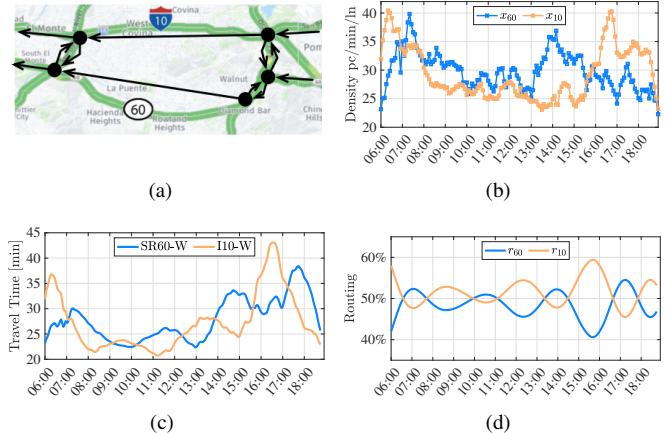 West
Covina
10
Monte
Covina
Pom
South El
Monte
La Puente
Walnut
ttier
City
60
Hacienda
Heights
Rowland
Heights
Diamond Bar
Chin
Hills
(a)
x60 x10
Density pc/min/ln
40
35
30
25
20
06:00 07:00 08:00 09:00 10:00 11:00 12:00 13:00 14:00 15:00 16:00 17:00 18:00
(b)
SR60-W I10-W
Travel Time [min]
45
40
35
30
25
20
06:00 07:00 08:00 09:00 10:00 11:00 12:00 13:00 14:00 15:00 16:00 17:00 18:00
(c)
r60 r10
Routing
60%
50%
40%
06:00 07:00 08:00 09:00 10:00 11:00 12:00 13:00 14:00 15:00 16:00 17:00 18:00
(d)